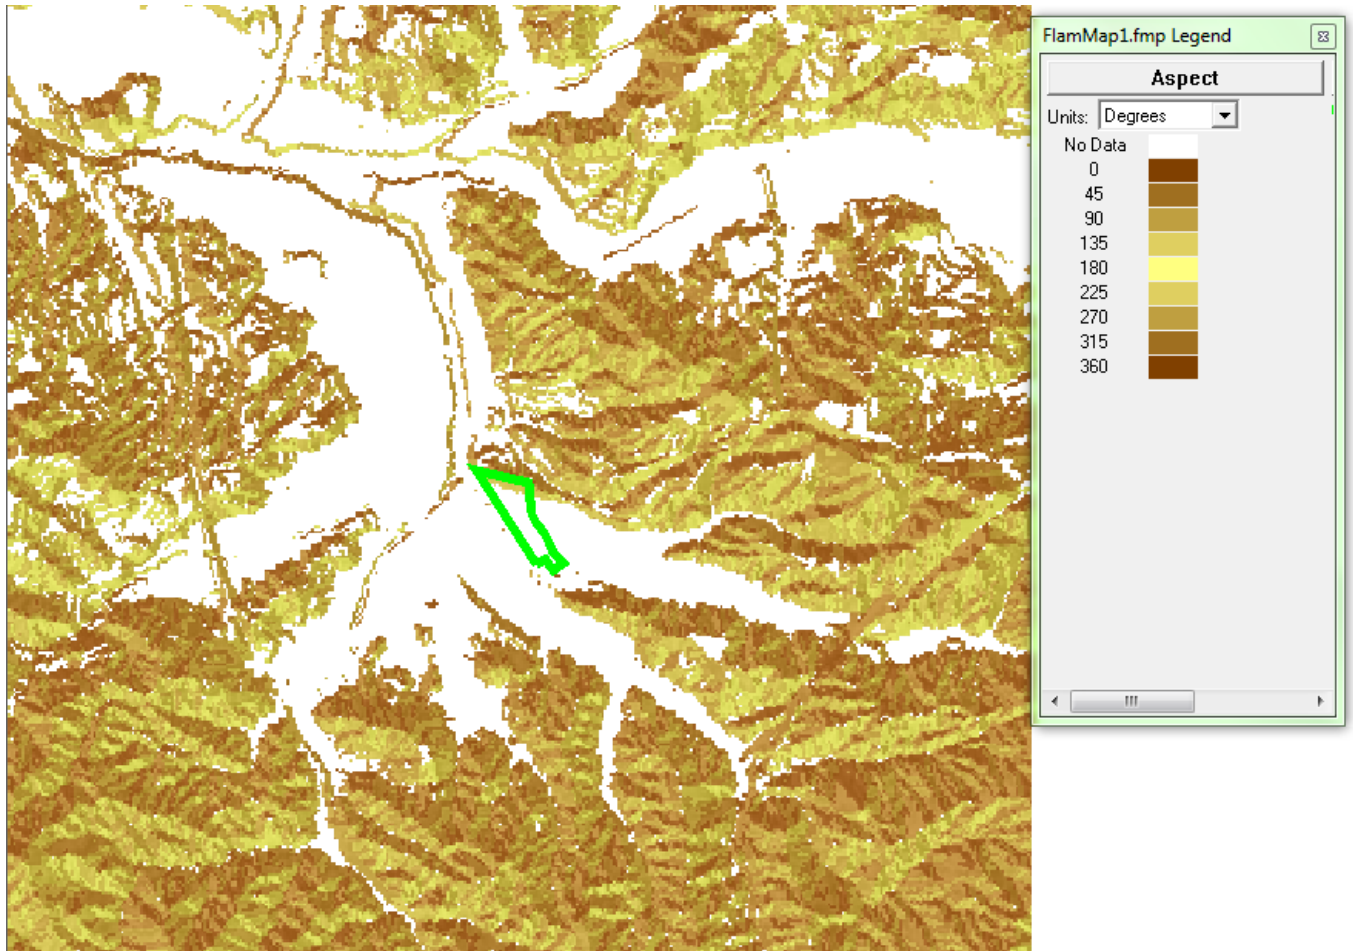 FlamMap1.fmp Legend
Aspect
Units: Degrees
No Data
0
45
90
135
180
225
270
315
360